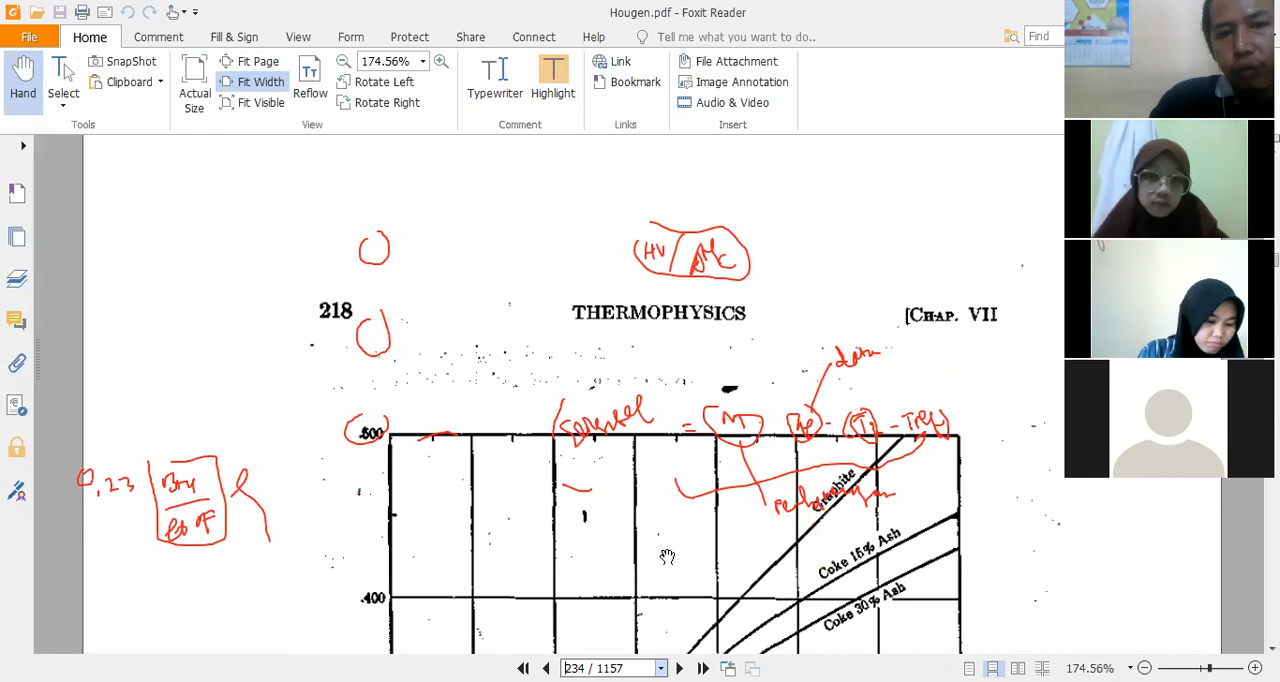 Hougen.pdf - Foxit Reader
File Home Comment Fill & Sign View Form Protect Share Connect Help Tell me what you want to do.. Find
SnapShot Fit Page 174.56% Link File Attachment
Clipboard Fit Width Rotate Left Bookmark Image Annotation
Hand Select Actual Size Fit Visible Reflow Rotate Right Typewriter Highlight Audio & Video
Tools View Comment Links Insert
HV
218 THERMOPHYSICS [CHAP. VII
.500
=
0,23
Btu
lb °F
Graphite
Coke 15% Ash
Coke 30% Ash
.400
234 / 1157 174.56%